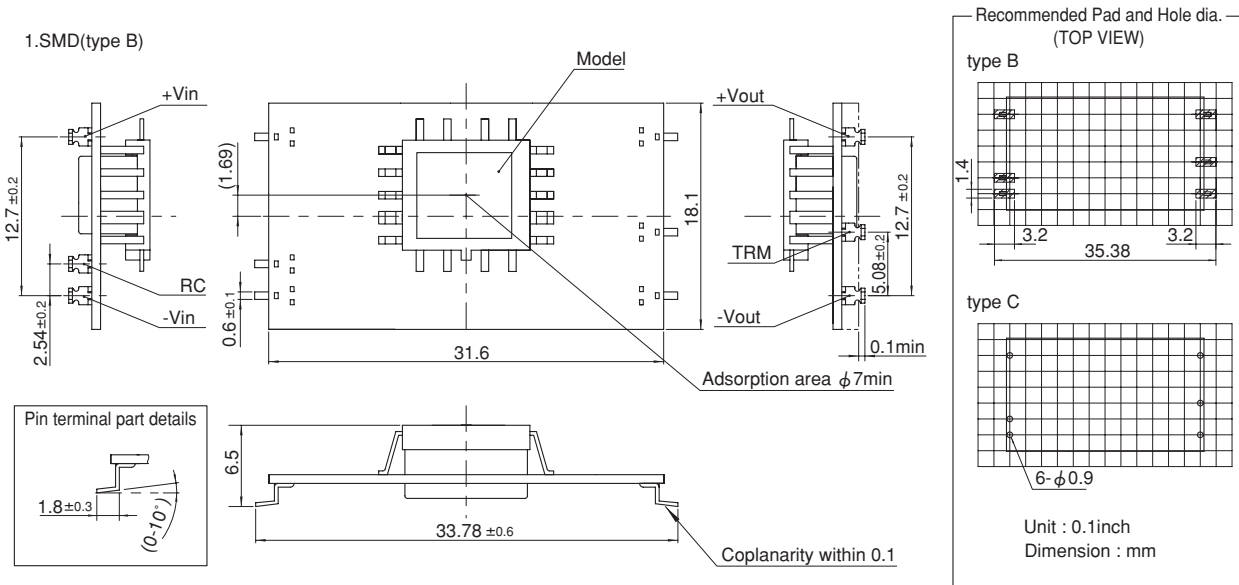 1.SMD(type B)
Model
+Vin
+Vout
12.7 ±0.2
(1.69)
18.1
12.7 ±0.2
TRM
5.08±0.2
RC
-Vin
-Vout
2.54±0.2
0.6 ±0.1
0.1min
31.6
Adsorption area φ7min
Pin terminal part details
1.8±0.3
(0-10°)
6.5
33.78 ±0.6
Coplanarity within 0.1
Recommended Pad and Hole dia.
(TOP VIEW)
type B
1.4
3.2
3.2
35.38
type C
6-φ0.9
Unit : 0.1inch
Dimension : mm